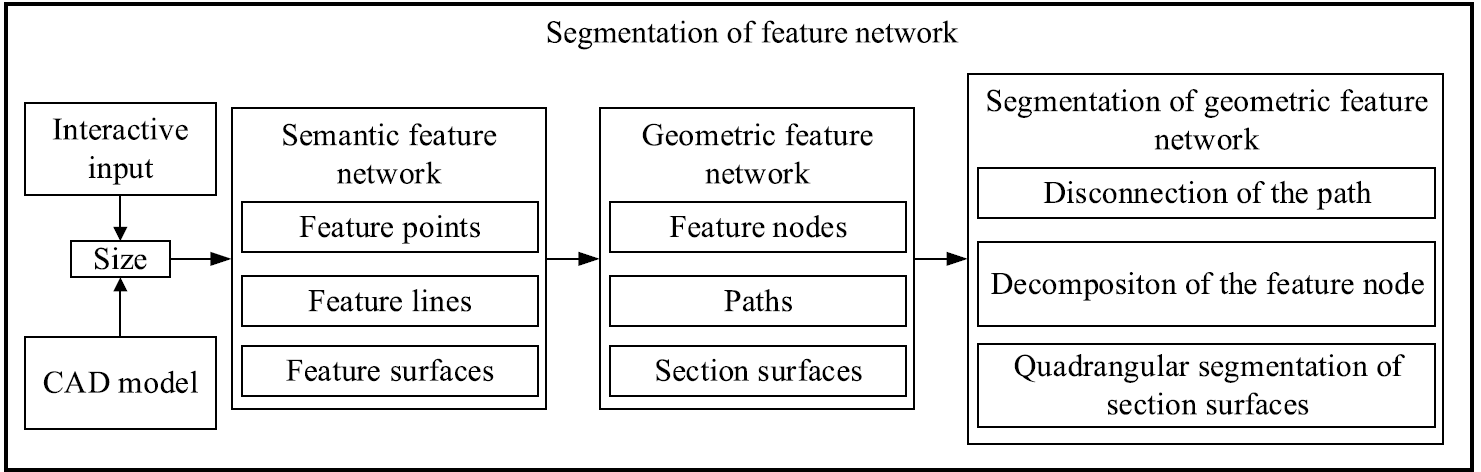 Segmentation of feature network
Interactive
input
Size
CAD model
Semantic feature
network
Feature points
Feature lines
Feature surfaces
Geometric feature
network
Feature nodes
Paths
Section surfaces
Segmentation of geometric feature
network
Disconnection of the path
Decompositon of the feature node
Quadrangular segmentation of
section surfaces